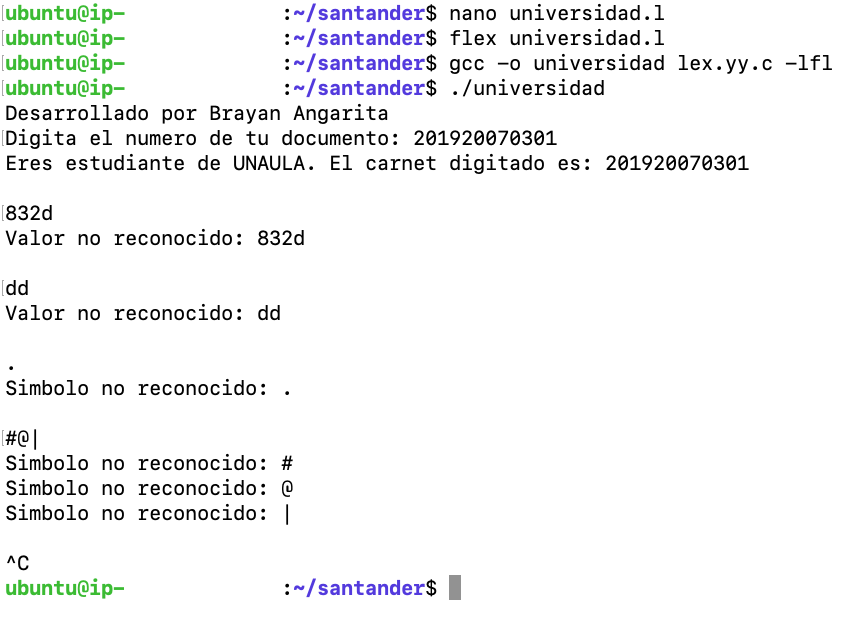 ubuntu@ip-             :~/santander$ nano universidad.l
ubuntu@ip-             :~/santander$ flex universidad.l
ubuntu@ip-             :~/santander$ gcc -o universidad lex.yy.c -lfl
ubuntu@ip-             :~/santander$ ./universidad
Desarrollado por Brayan Angarita
Digita el numero de tu documento: 201920070301
Eres estudiante de UNAULA. El carnet digitado es: 201920070301
832d
Valor no reconocido: 832d
dd
Valor no reconocido: dd
.
Simbolo no reconocido: .
#@|
Simbolo no reconocido: #
Simbolo no reconocido: @
Simbolo no reconocido: |
^C
ubuntu@ip-             :~/santander$